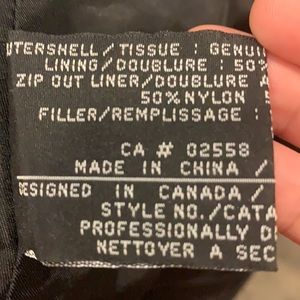 UTERSHELL/TISSUE: GENUI
LINING/DOUBLURE: 50%
ZIP OUT LINER/DOUBLURE A
50% NYLON 5
FILLER/REMPLISSAGE:
CA # 02558
MADE IN CHINA /
DESIGNED IN CANADA/
STYLE NO./CATA
PROFESSIONALLY D
NETTOYER A SEC